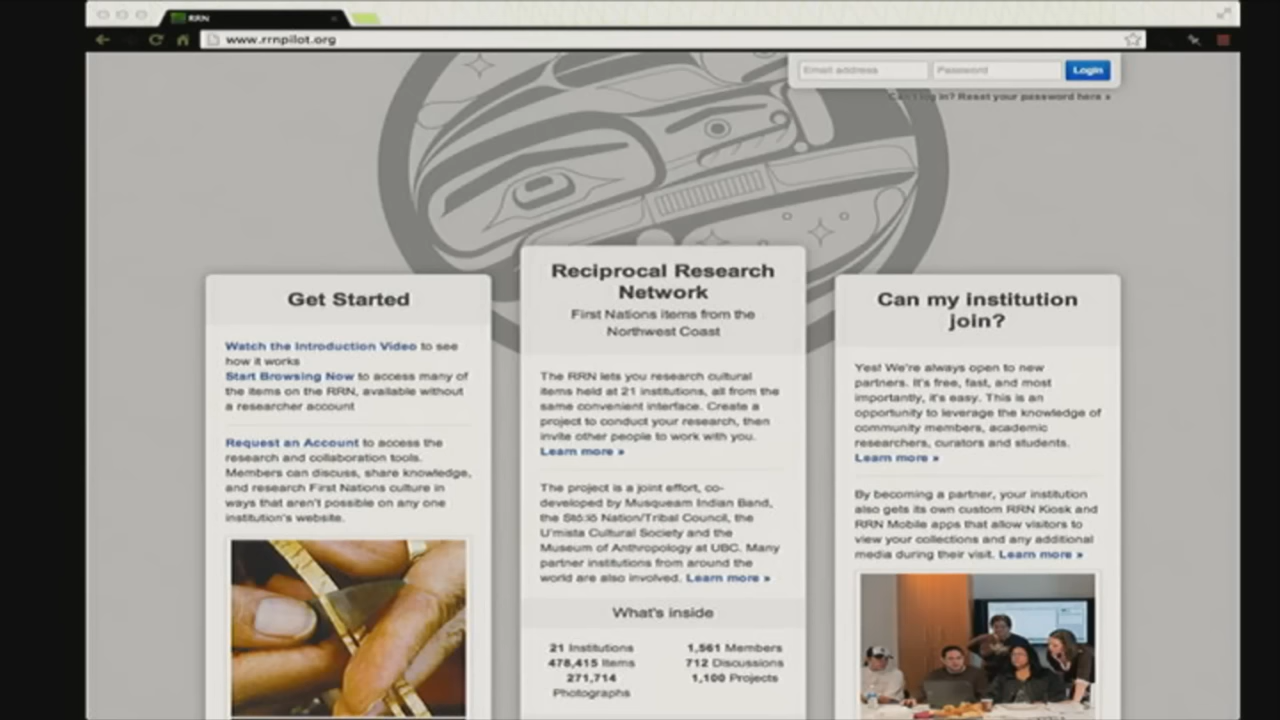 RRN
www.rrnpilot.org
Email address
Password
Login
Can't log in? Reset your password here »
Get Started
Watch the Introduction Video to see
how it works
Start Browsing Now to access many of
the items on the RRN, available without
a researcher account
Request an Account to access the
research and collaboration tools.
Members can discuss, share knowledge,
and research First Nations culture in
ways that aren't possible on any one
institution's website.
Reciprocal Research
Network
First Nations items from the
Northwest Coast
The RRN lets you research cultural
items held at 21 institutions, all from the
same convenient interface. Create a
project to conduct your research, then
invite other people to work with you.
Learn more »
The project is a joint effort, co-
developed by Musqueam Indian Band,
the Stó:lō Nation/Tribal Council, the
U'mista Cultural Society and the
Museum of Anthropology at UBC. Many
partner institutions from around the
world are also involved. Learn more »
What's inside
21 Institutions
478,415 Items
271,714
Photographs
1,561 Members
712 Discussions
1,100 Projects
Can my institution
join?
Yes! We're always open to new
partners. It's free, fast, and most
importantly, it's easy. This is an
opportunity to leverage the knowledge of
community members, academic
researchers, curators and students.
Learn more »
By becoming a partner, your institution
also gets its own custom RRN Kiosk and
RRN Mobile apps that allow visitors to
view your collections and any additional
media during their visit. Learn more »